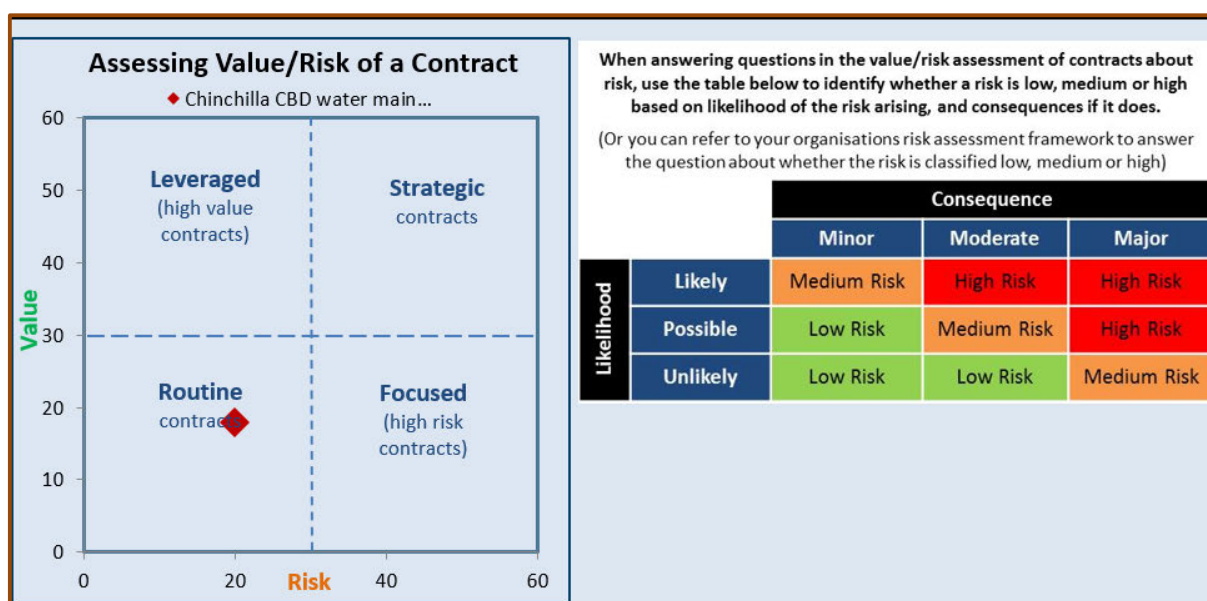 Assessing Value/Risk of a Contract
Chinchilla CBD water main...
60
50
40
30
20
10
0
Value
Leveraged
(high value
contracts)
Strategic
contracts
Routine
contracts
Focused
(high risk
contracts)
0
20
Risk
40
60
When answering questions in the value/risk assessment of contracts about
risk, use the table below to identify whether a risk is low, medium or high
based on likelihood of the risk arising, and consequences if it does.
(Or you can refer to your organisations risk assessment framework to answer
the question about whether the risk is classified low, medium or high)
Consequence
Minor Moderate Major
Likelihood
Likely Medium Risk High Risk High Risk
Possible Low Risk Medium Risk High Risk
Unlikely Low Risk Low Risk Medium Risk